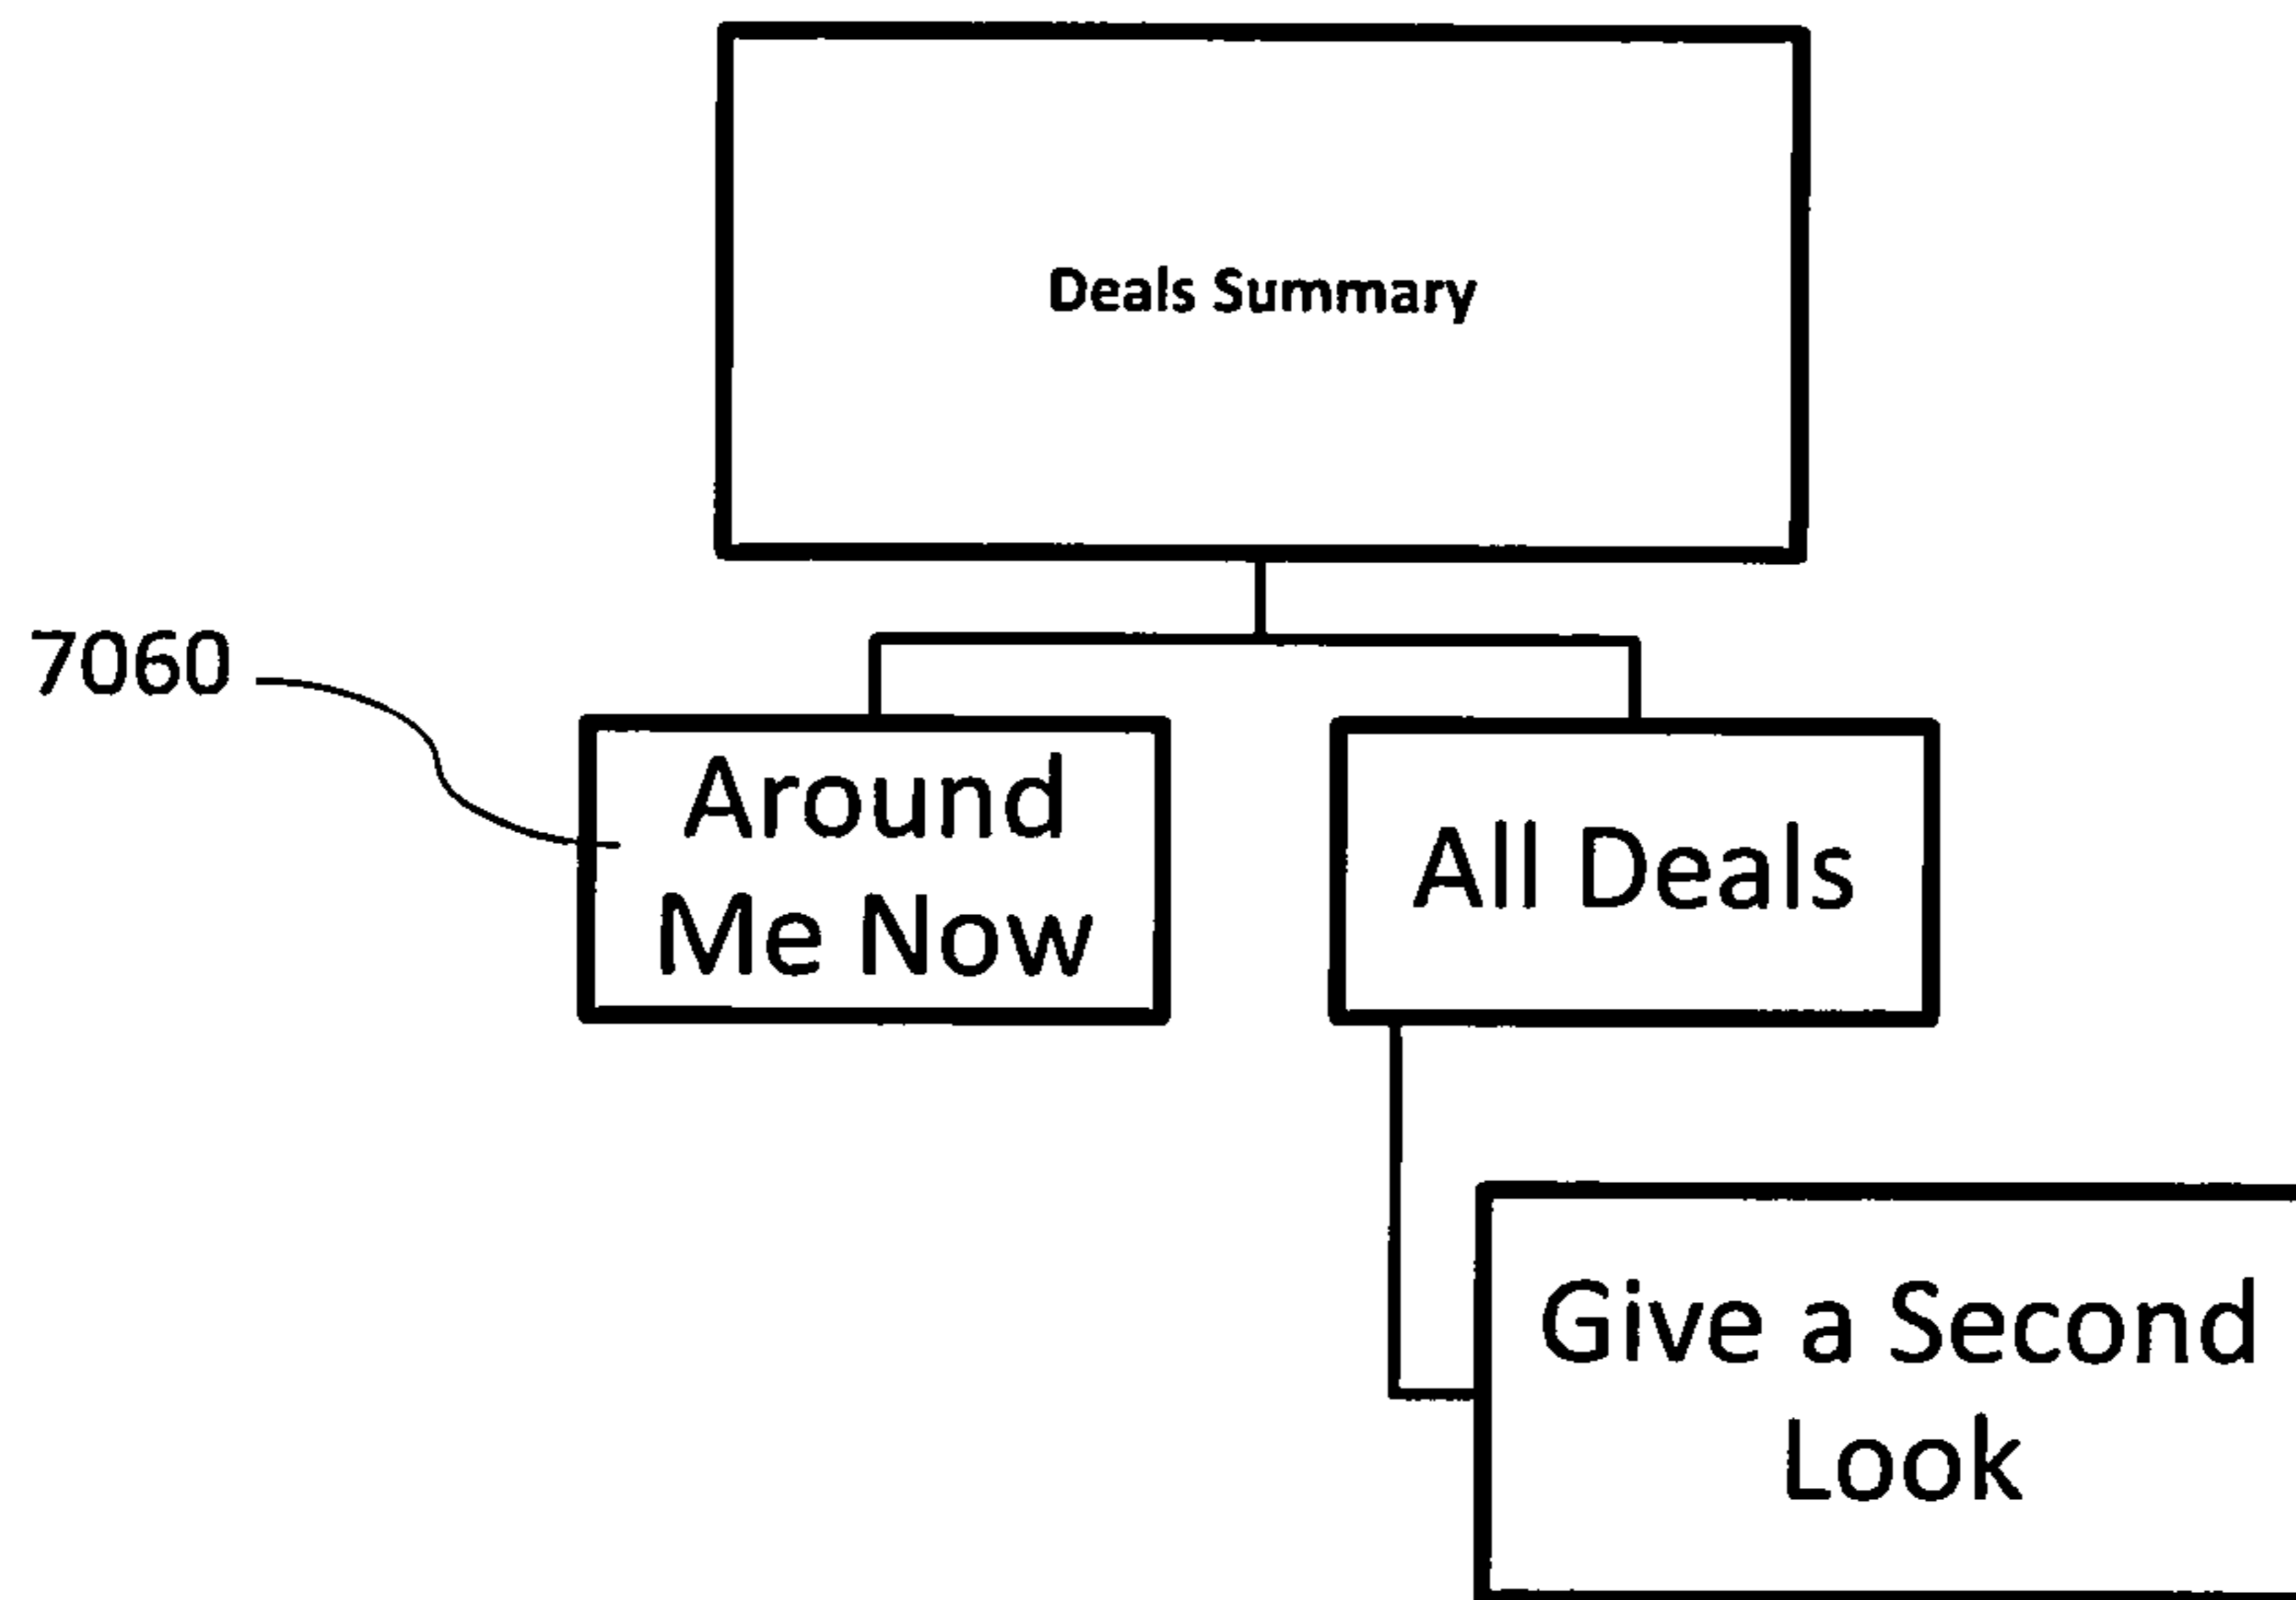 Deals Summary
7060
Around
Me Now
All Deals
Give a Second
Look